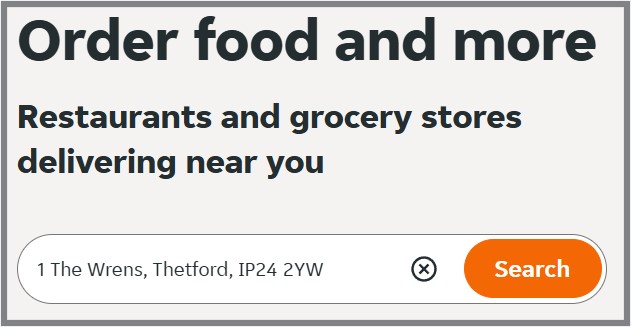 Order food and more
Restaurants and grocery stores
delivering near you
1 The Wrens, Thetford, IP24 2YW
Search